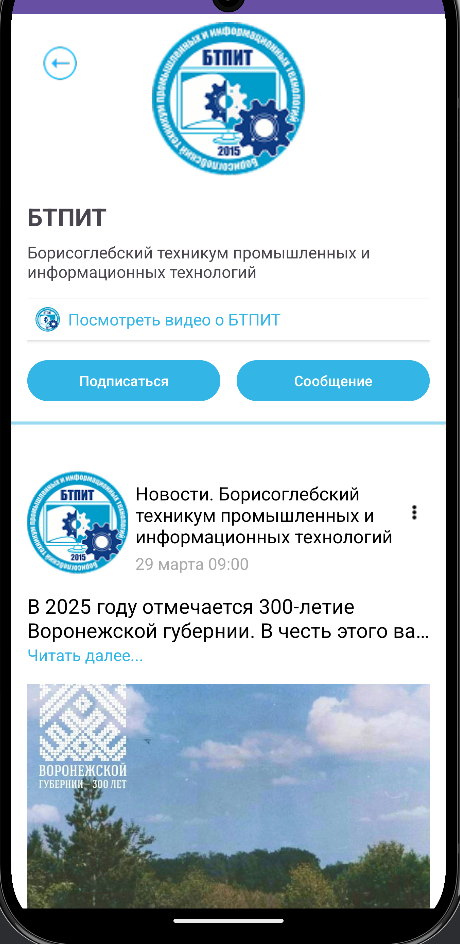 Борисоглебский техникум промышленных и информационных технологий
БТПИТ
2015
БТПИТ
Борисоглебский техникум промышленных и
информационных технологий
Посмотреть видео о БТПИТ
Подписаться
Сообщение
Борисоглебский техникум промышленных и информационных технологий
БТПИТ
2015
Новости. Борисоглебский
техникум промышленных и
информационных технологий
29 марта 09:00
В 2025 году отмечается 300-летие
Воронежской губернии. В честь этого ва...
Читать далее...
ВОРОНЕЖСКОЙ
ГУБЕРНИИ – 300 ЛЕТ